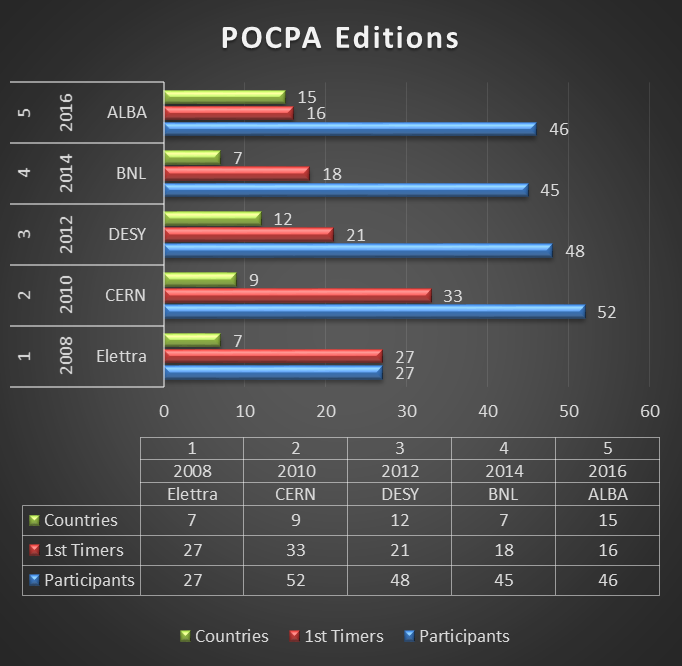 POCPA Editions
5 2016 ALBA 15 16 46
4 2014 BNL 7 18 45
3 2012 DESY 12 21 48
2 2010 CERN 9 33 52
1 2008 Elettra 7 27 27
0 10 20 30 40 50 60
1 2 3 4 5
2008 2010 2012 2014 2016
Elettra CERN DESY BNL ALBA
Countries 7 9 12 7 15
1st Timers 27 33 21 18 16
Participants 27 52 48 45 46
Countries 1st Timers Participants